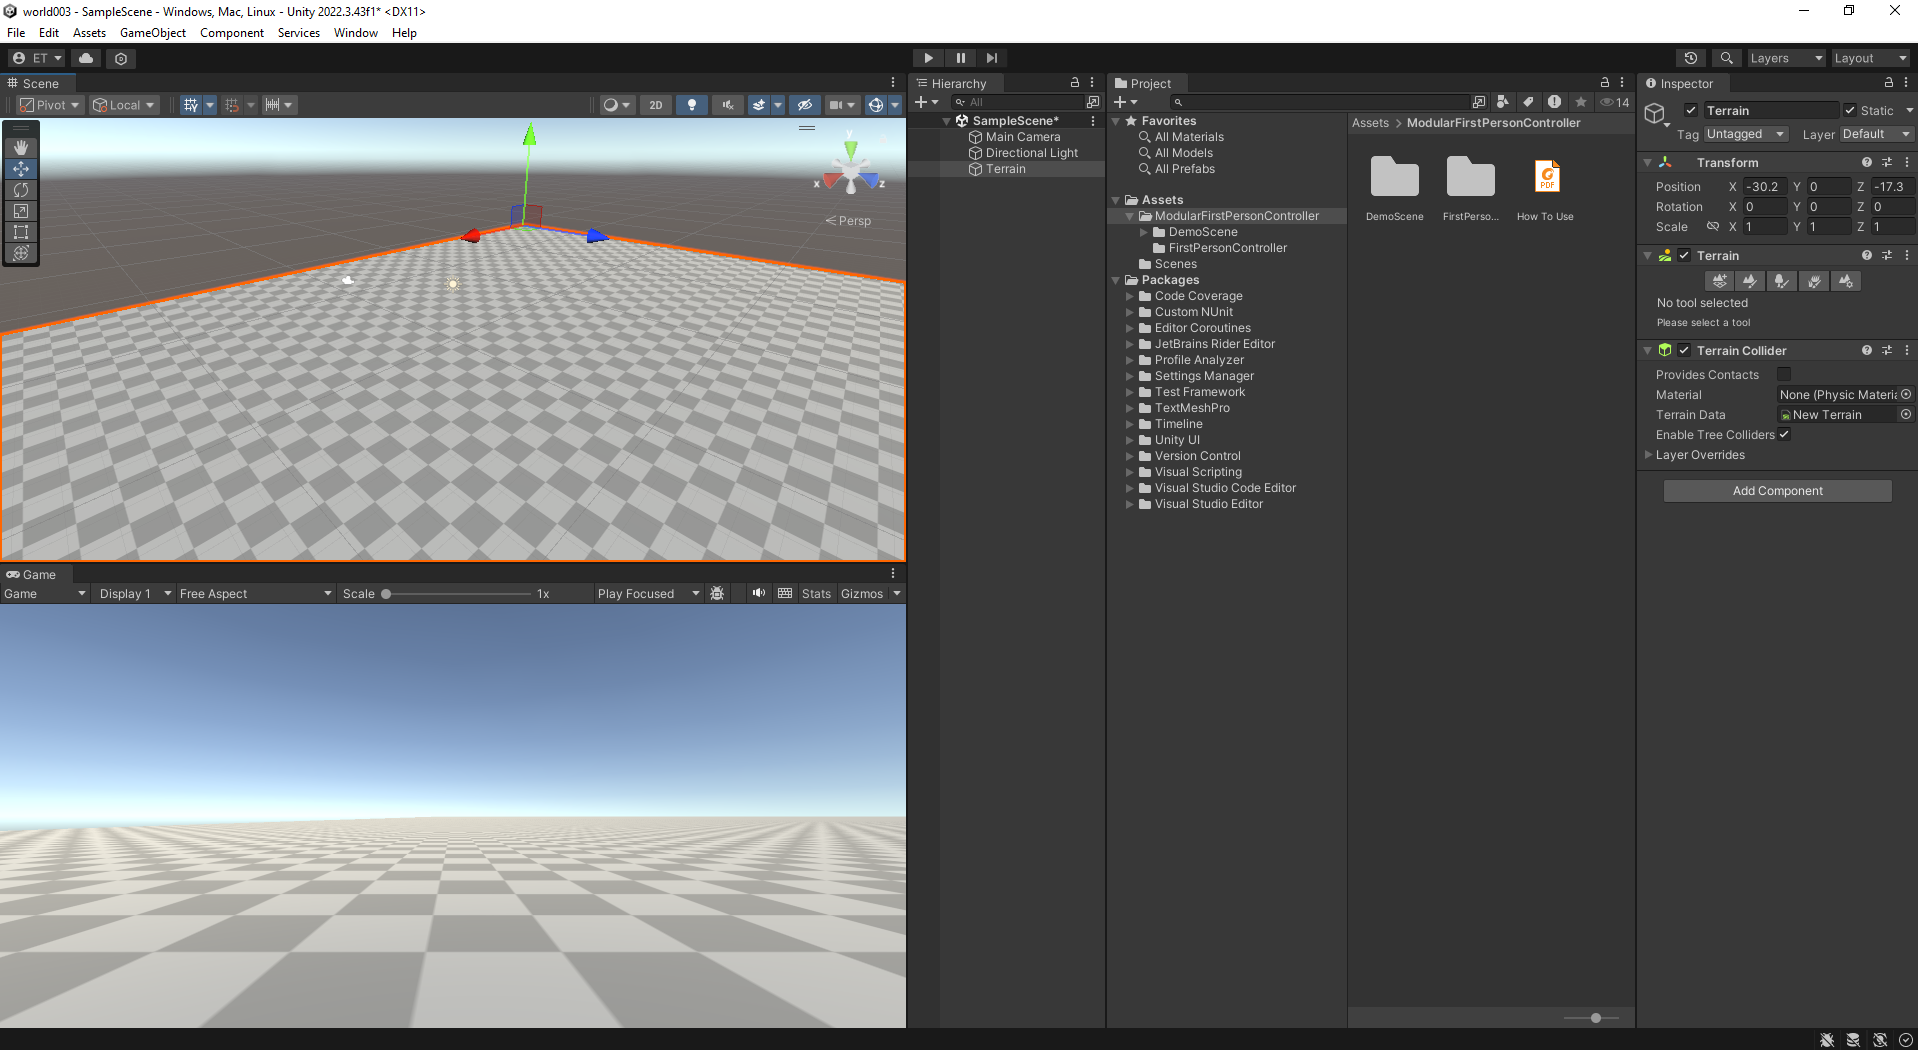 world003 - SampleScene - Windows, Mac, Linux - Unity 2022.3.43f1* <DX11>
File Edit Assets GameObject Component Services Window Help
ET
Layers
Layout
Scene
Pivot
Local
2D
y
x
z
Persp
Game
Game
Display 1
Free Aspect
Scale
1x
Play Focused
Stats
Gizmos
Hierarchy
All
SampleScene*
Main Camera
Directional Light
Terrain
Project
14
Favorites
All Materials
All Models
All Prefabs
Assets
ModularFirstPersonController
DemoScene
FirstPersonController
Scenes
Packages
Code Coverage
Custom NUnit
Editor Coroutines
JetBrains Rider Editor
Profile Analyzer
Settings Manager
Test Framework
TextMeshPro
Timeline
Unity UI
Version Control
Visual Scripting
Visual Studio Code Editor
Visual Studio Editor
Assets > ModularFirstPersonController
PDF
DemoScene
FirstPerso...
How To Use
Inspector
Terrain
Static
Tag Untagged Layer Default
Transform
Position X -30.2 Y 0 Z -17.3
Rotation X 0 Y 0 Z 0
Scale X 1 Y 1 Z 1
Terrain
No tool selected
Please select a tool
Terrain Collider
Provides Contacts
Material None (Physic Materia
Terrain Data New Terrain
Enable Tree Colliders
Layer Overrides
Add Component